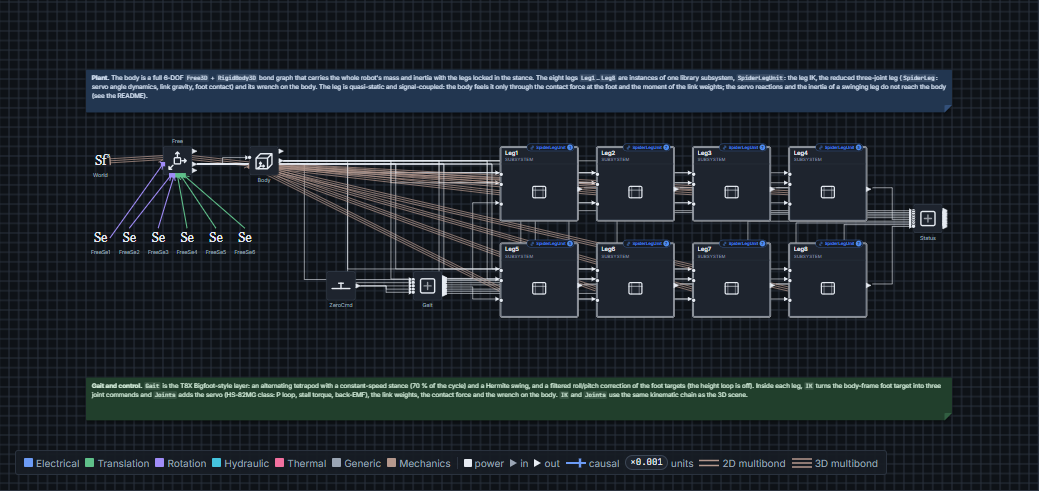 Plant. The body is a full 6-DOF Free3D + RigidBody3D bond graph that carries the whole robot's mass and inertia with the legs locked in the stance. The eight legs Leg1…Leg8 are instances of one library subsystem, SpiderLegUnit: the leg IK, the reduced three-joint leg (SpiderLeg:
servo angle dynamics, link gravity, foot contact) and its wrench on the body. The leg is quasi-static and signal-coupled: the body feels it only through the contact force at the foot and the moment of the link weights; the servo reactions and the inertia of a swinging leg do not reach the body
(see the README).
Free
Sf
World
Body
Se Se Se Se Se Se
FreeSe1 FreeSe2 FreeSe3 FreeSe4 FreeSe5 FreeSe6
SpiderLegUnit SpiderLegUnit SpiderLegUnit SpiderLegUnit
Leg1 Leg2 Leg3 Leg4
SUBSYSTEM SUBSYSTEM SUBSYSTEM SUBSYSTEM
Status
SpiderLegUnit SpiderLegUnit SpiderLegUnit SpiderLegUnit
Leg5 Leg6 Leg7 Leg8
SUBSYSTEM SUBSYSTEM SUBSYSTEM SUBSYSTEM
ZeroCmd Gait
Gait and control. Gait is the T8X Bigfoot-style layer: an alternating tetrapod with a constant-speed stance (70 % of the cycle) and a Hermite swing, and a filtered roll/pitch correction of the foot targets (the height loop is off). Inside each leg, IK turns the body-frame foot target into three
joint commands and Joints adds the servo (HS-82MG class: P loop, stall torque, back-EMF), the link weights, the contact force and the wrench on the body. IK and Joints use the same kinematic chain as the 3D scene.
Electrical Translation Rotation Hydraulic Thermal Generic Mechanics power in out causal ×0.001 units 2D multibond 3D multibond